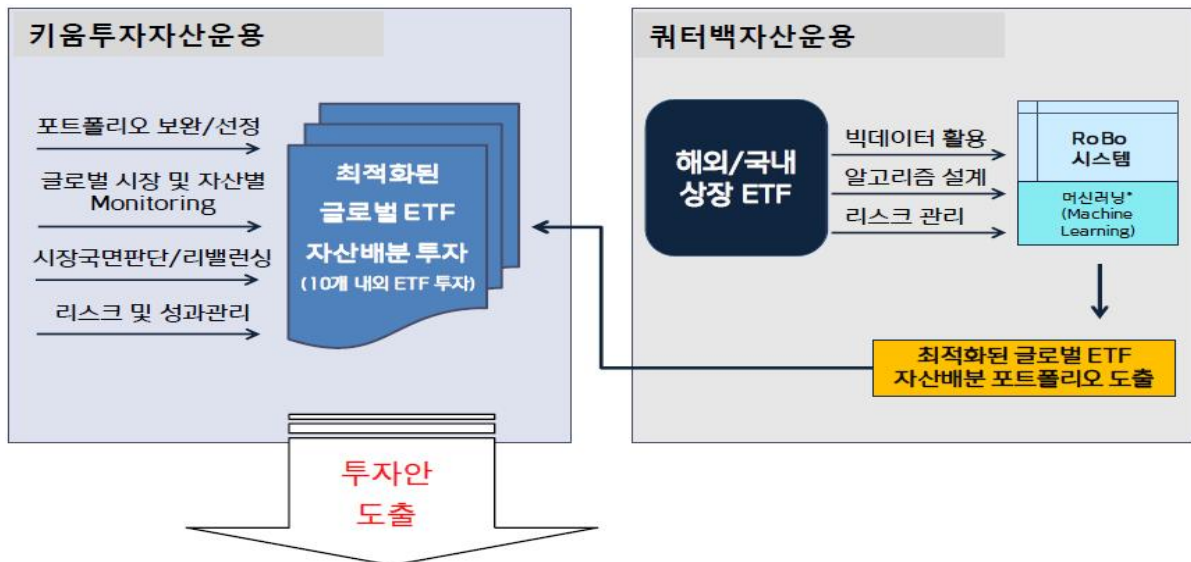 키움투자자산운용
포트폴리오 보완/선정
글로벌 시장 및 자산별
Monitoring
시장국면판단/리밸런싱
리스크 및 성과관리
최적화된
글로벌 ETF
자산배분 투자
(10개 내외 ETF 투자)
쿼터백자산운용
해외/국내
상장 ETF
빅데이터 활용
알고리즘 설계
리스크 관리
RoBo
시스템
머신러닝*
(Machine
Learning)
최적화된 글로벌 ETF
자산배분 포트폴리오 도출
투자안
도출